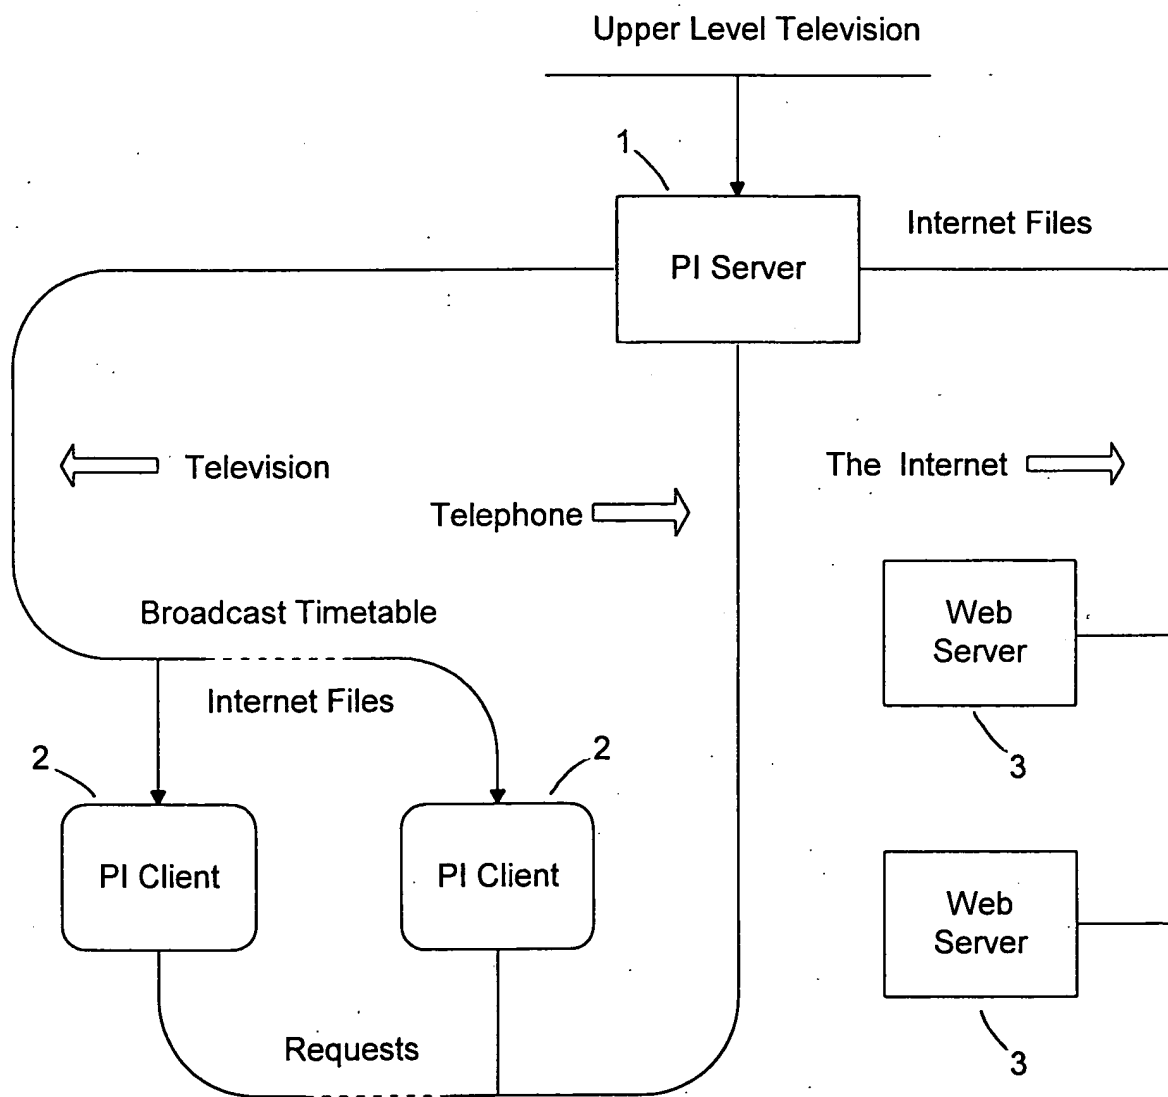 Upper Level Television
1
PI Server
Internet Files
Television
Telephone
The Internet
Broadcast Timetable
Internet Files
Web
Server
3
2
2
PI Client
PI Client
Web
Server
3
Requests